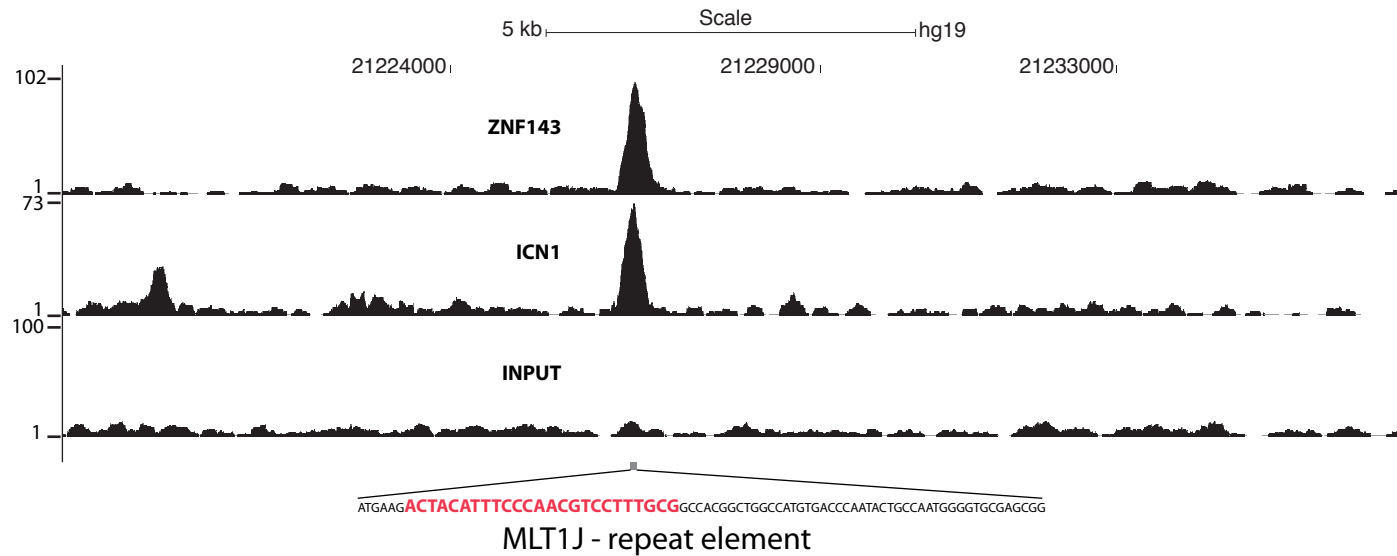 Scale
5 kb hg19
21224000 21229000 21233000
102
ZNF143
1
73
ICN1
1
100
INPUT
1
ATGAAGACTACATTTCCCAACGTCCTTTGCGGCCACGGCTGGCCATGTGACCCAATACTGCCAATGGGGTGCGAGCGG
MLT1J - repeat element